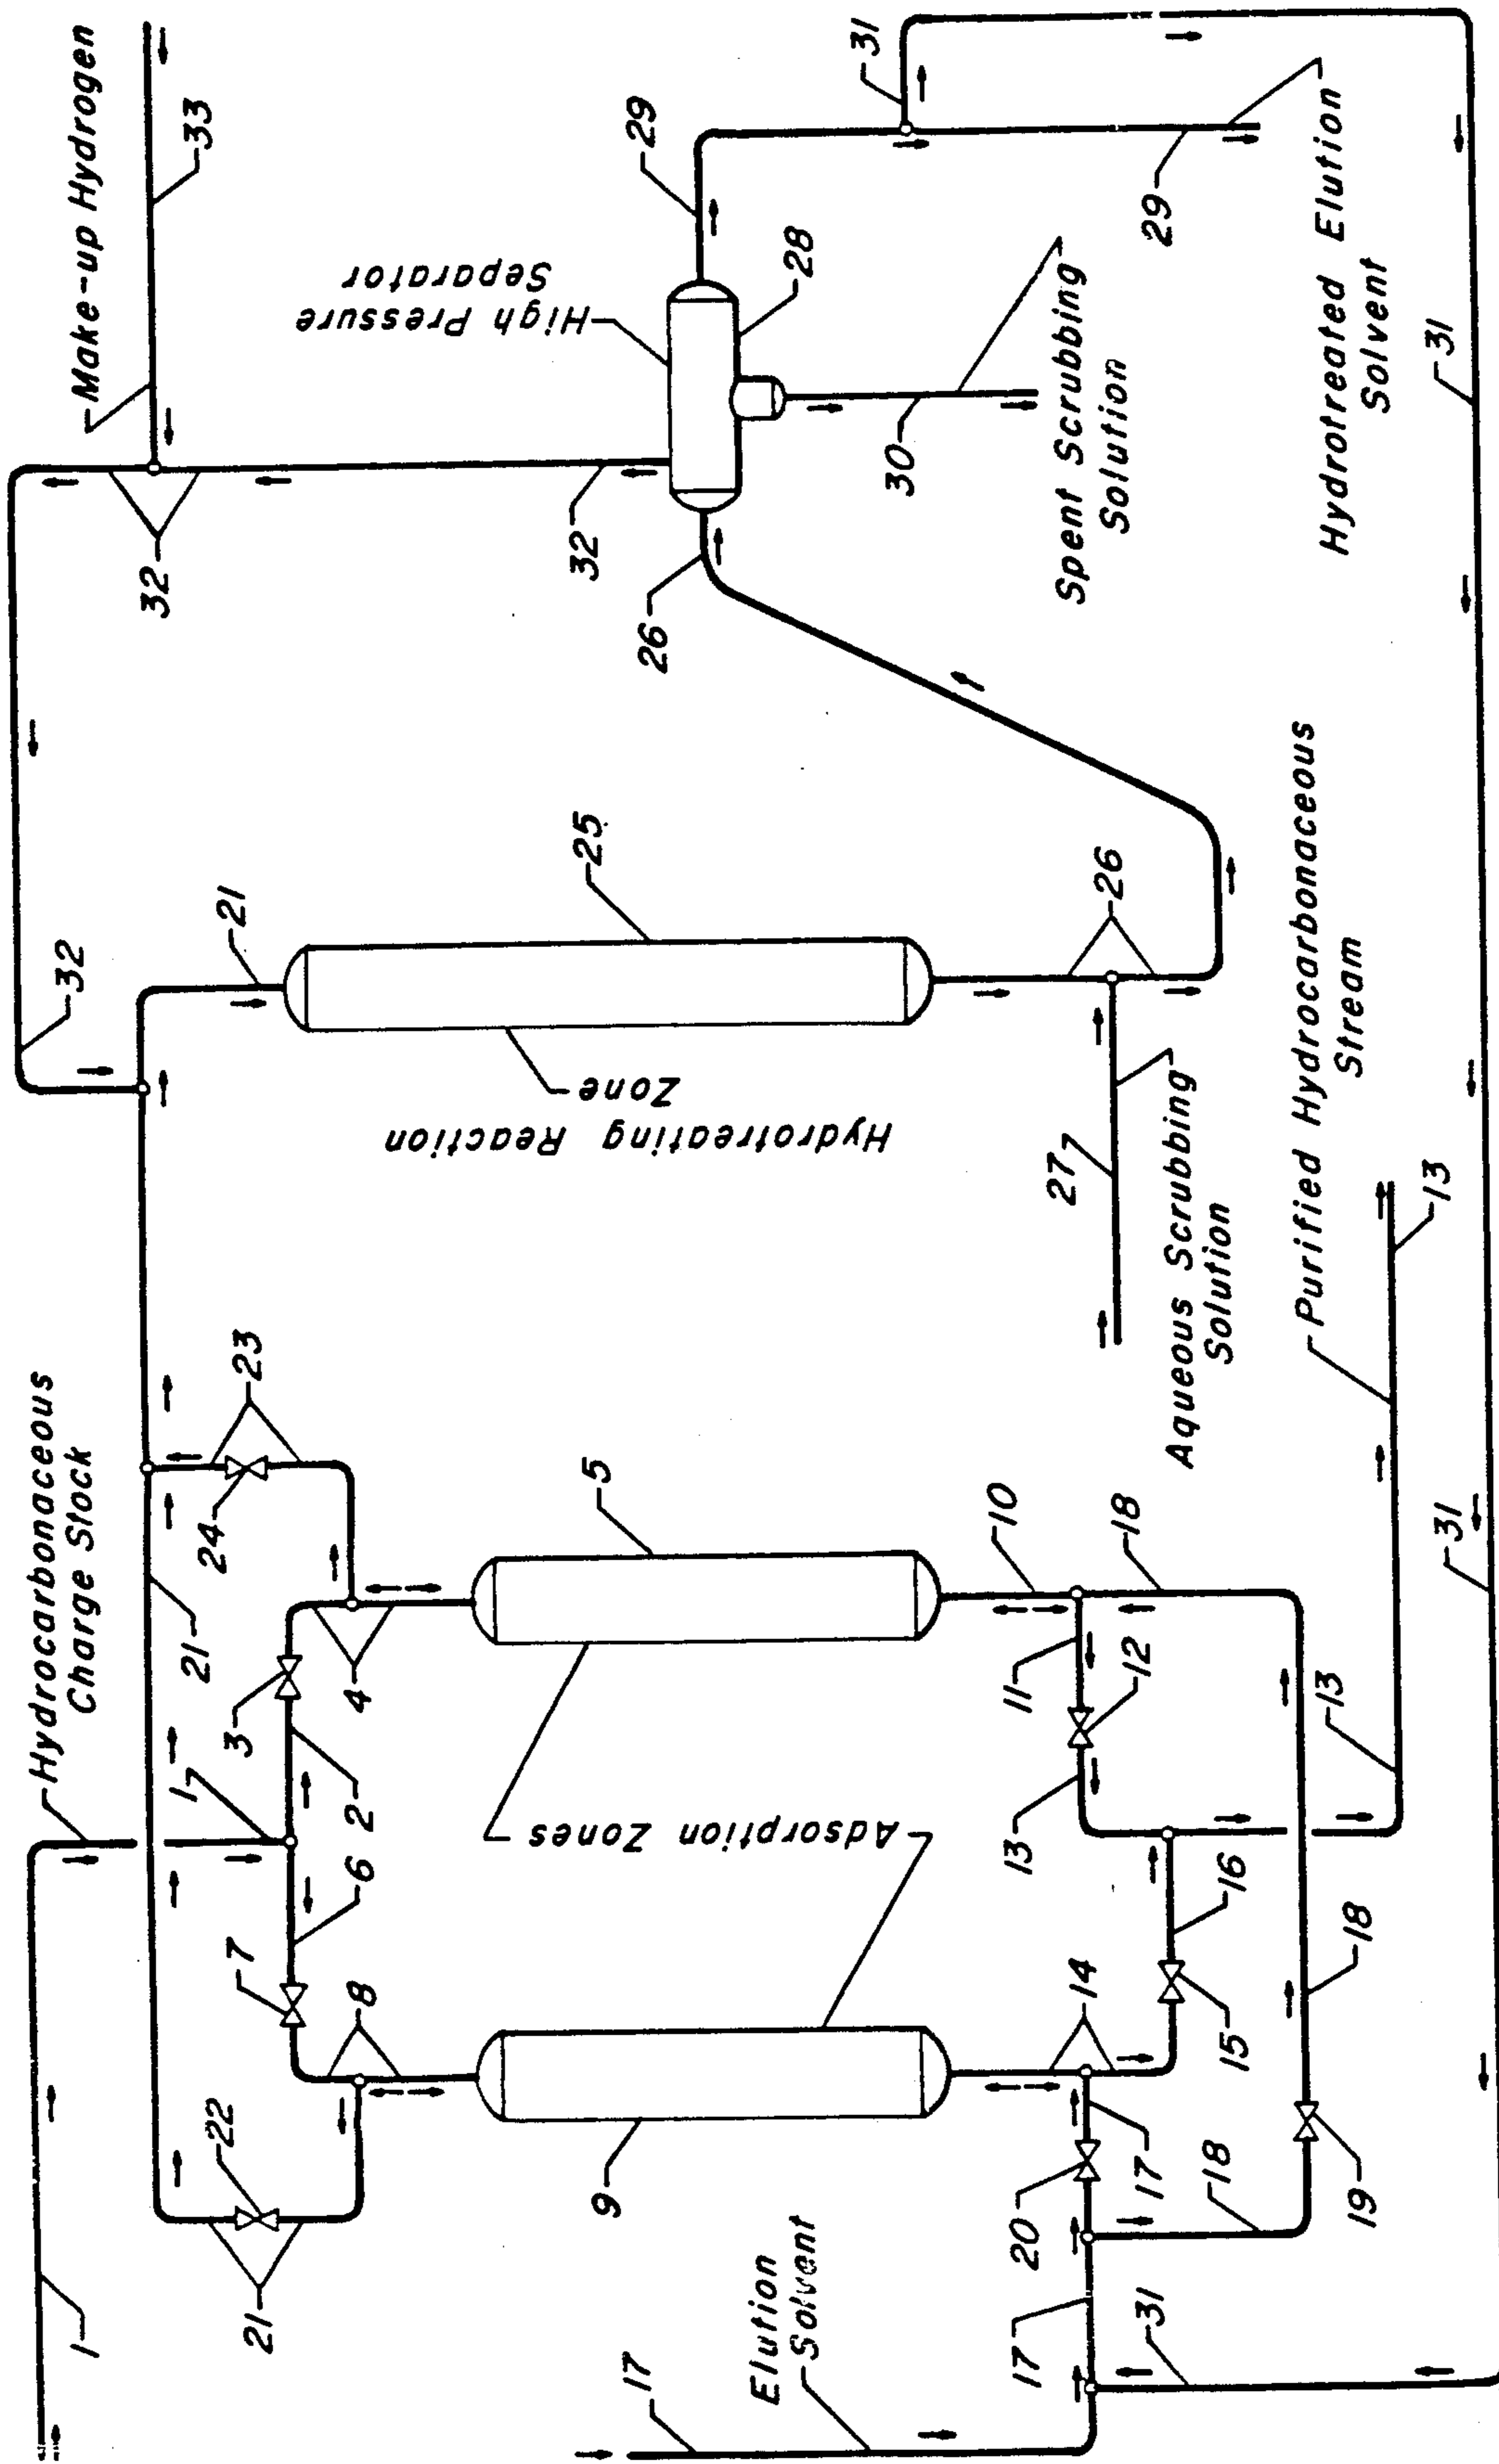 Hydrocarbonaceous
Charge Stock
Make-up Hydrogen
33
1
32
1
21
32
21
22
24
23
21
7
3
8
6
2
4
High Pressure
Separator
Hydrotreating Reaction
Zone
25
32
26
29
28
9
Adsorption Zones
5
31
17
Elution
Solvent
30
10
13
11
17
20
17
14
12
18
27
26
Spent Scrubbing
Solution
29
31
18
15
16
Aqueous Scrubbing
Solution
19
18
13
Purified Hydrocarbonaceous
Stream
13
Hydrotreated Elution
Solvent
31
31